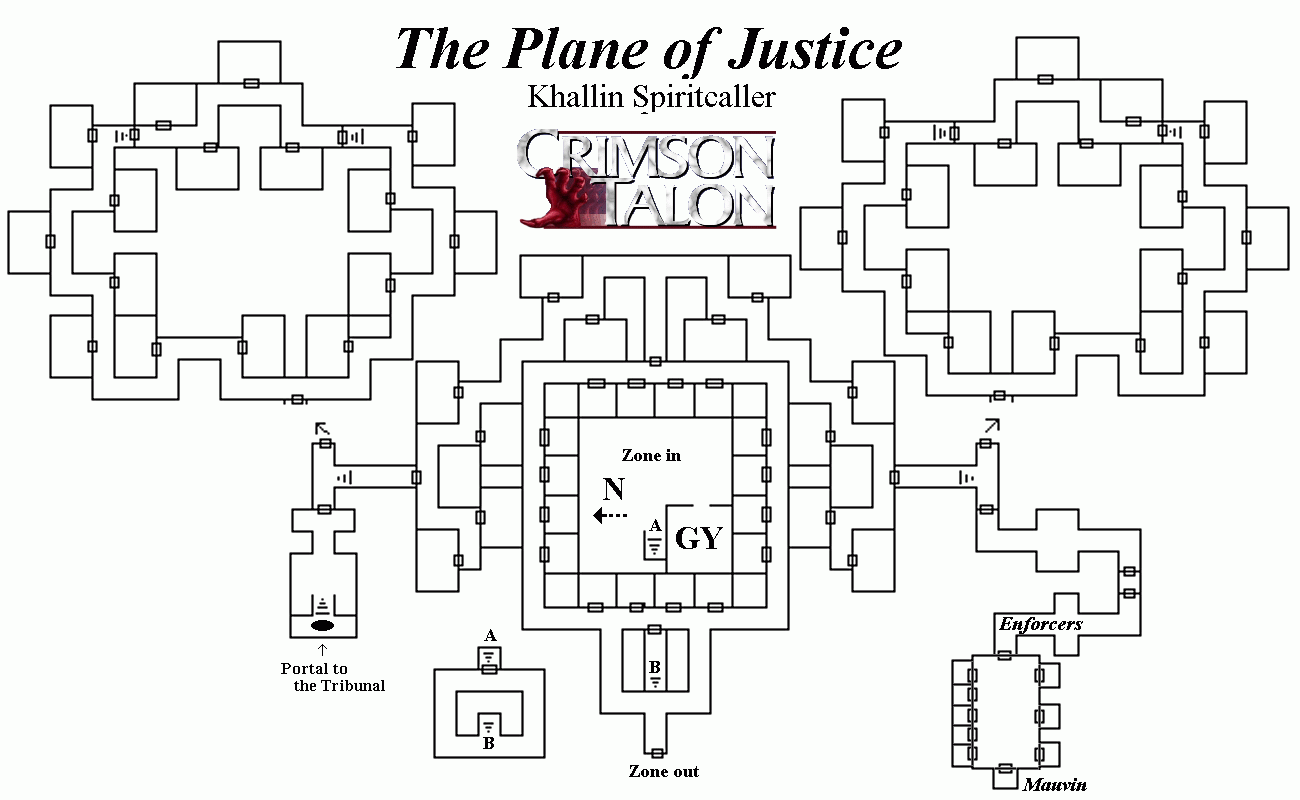 The Plane of Justice
Khallin Spiritcaller
CRIMSON
TALON
Zone in
N
A
GY
Enforcers
A
B
Portal to
the Tribunal
B
Zone out
Mauvin